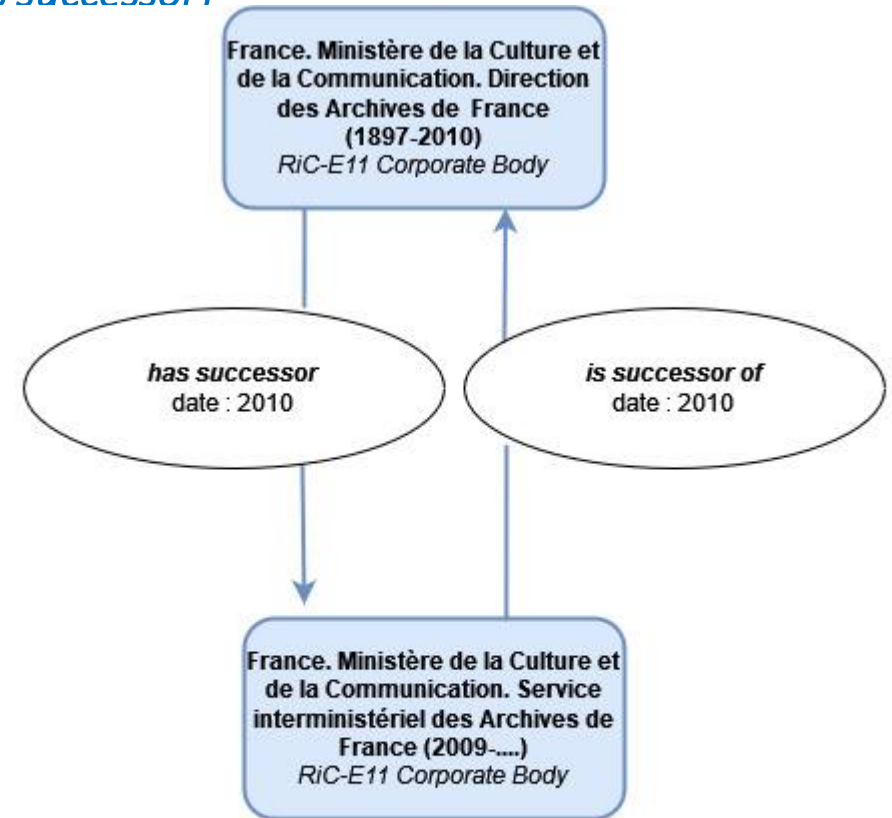 successor)
France. Ministère de la Culture et
de la Communication. Direction
des Archives de France
(1897-2010)
RiC-E11 Corporate Body
has successor
date : 2010
is successor of
date : 2010
France. Ministère de la Culture et
de la Communication. Service
interministériel des Archives de
France (2009-....)
RiC-E11 Corporate Body